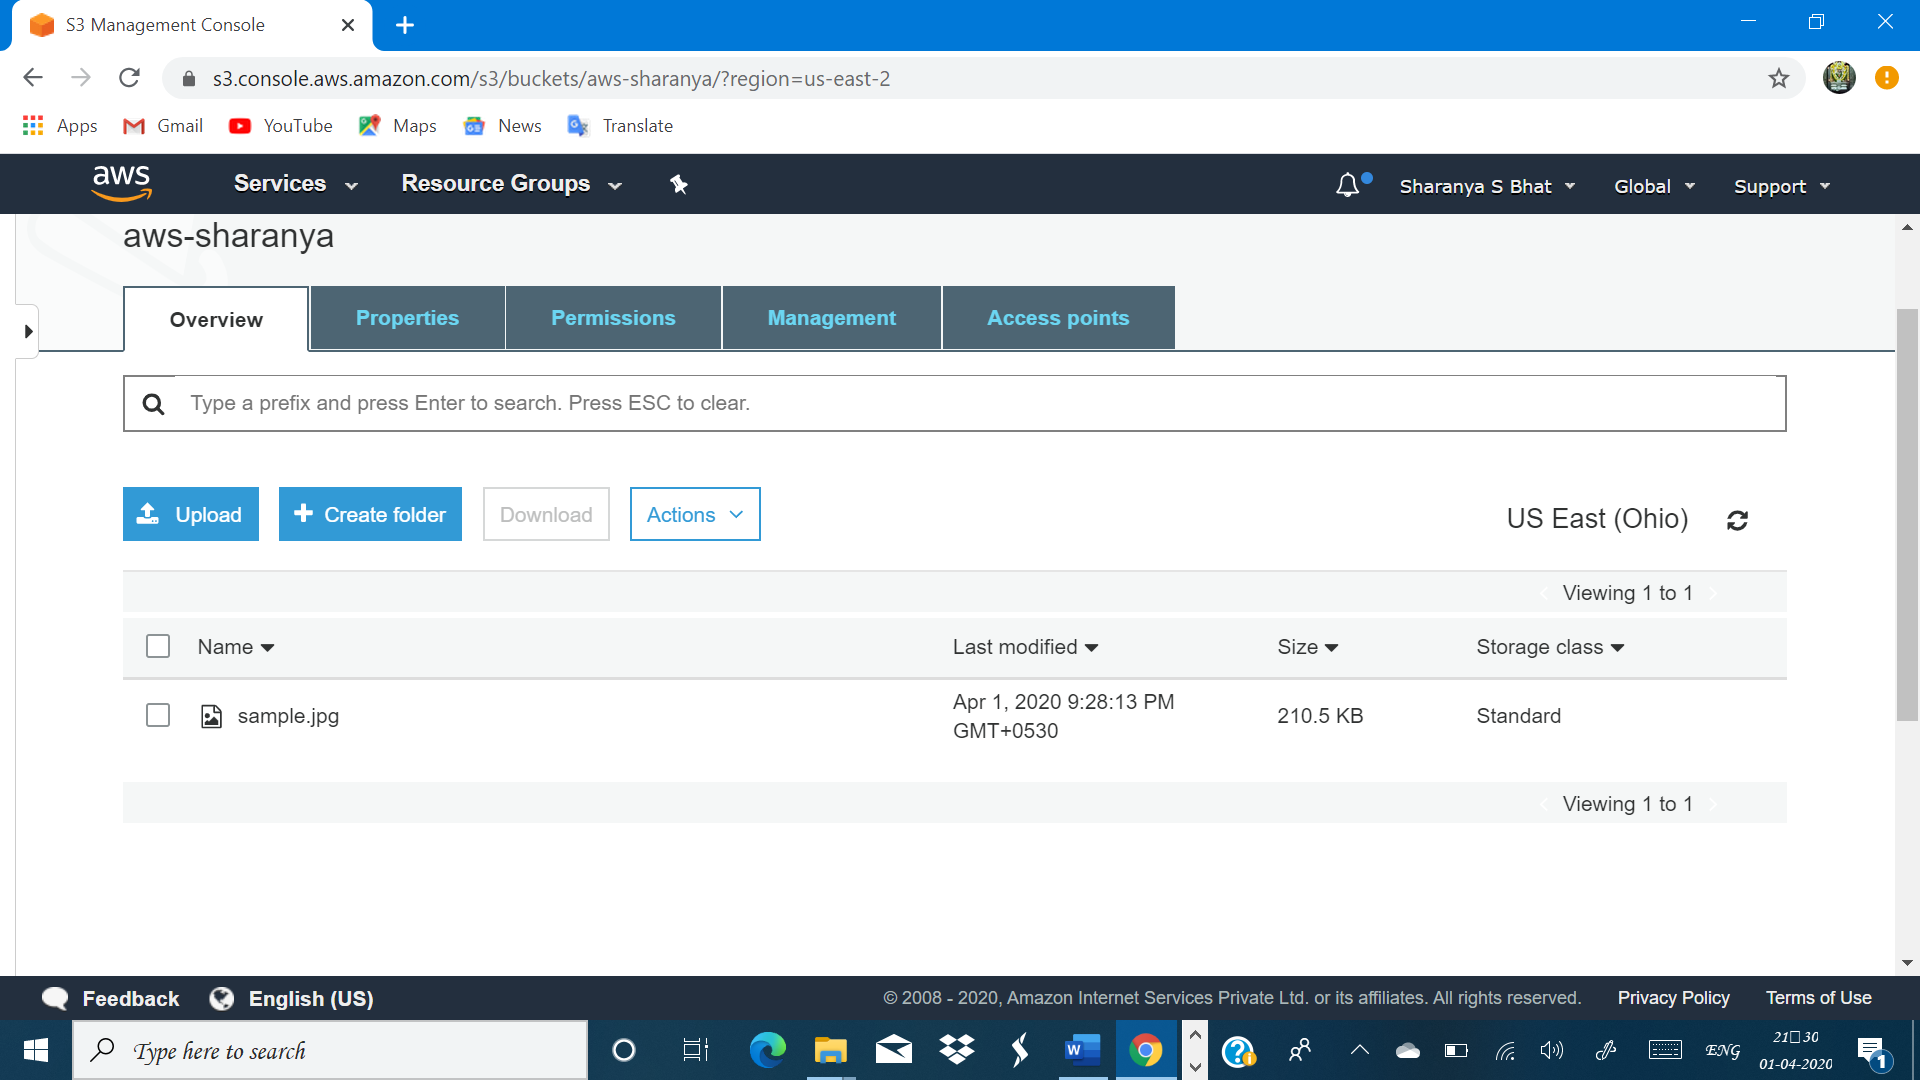 S3 Management Console
s3.console.aws.amazon.com/s3/buckets/aws-sharanya/?region=us-east-2
Apps Gmail YouTube Maps News Translate
aws Services Resource Groups Sharanya S Bhat Global Support
aws-sharanya
Overview Properties Permissions Management Access points
Type a prefix and press Enter to search. Press ESC to clear.
Upload Create folder Download Actions US East (Ohio)
Viewing 1 to 1
Name Last modified Size Storage class
sample.jpg Apr 1, 2020 9:28:13 PM GMT+0530 210.5 KB Standard
Viewing 1 to 1
Feedback English (US) © 2008 - 2020, Amazon Internet Services Private Ltd. or its affiliates. All rights reserved. Privacy Policy Terms of Use
Type here to search ENG 21□30
01-04-2020 1